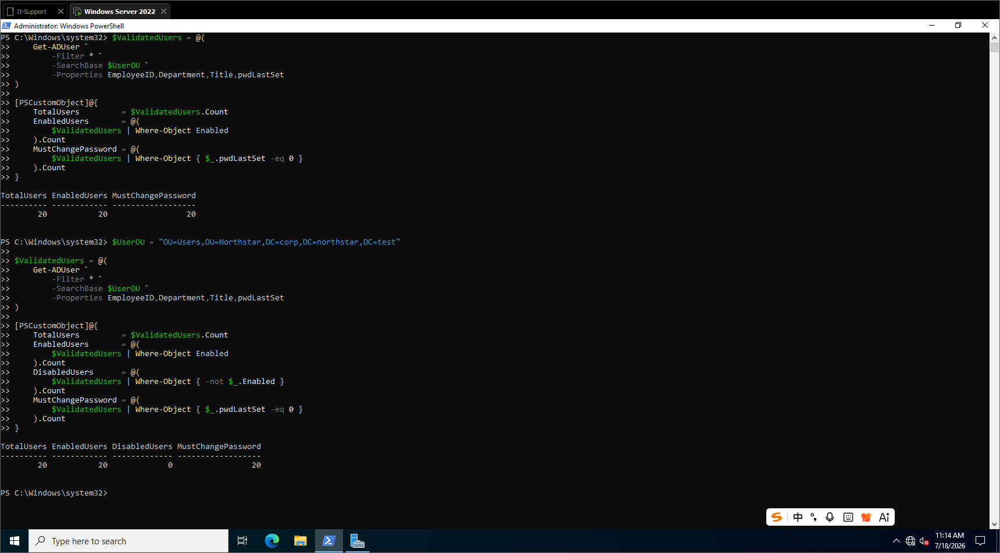 It-Support
Windows Server 2022
Administrator: Windows PowerShell
PS C:\Windows\system32> $ValidatedUsers = @(
>>     Get-ADUser `
>>         -Filter * `
>>         -SearchBase $UserOU `
>>         -Properties EmployeeID,Department,Title,pwdLastSet
>> )
>>
>> [PSCustomObject]@{
>>     TotalUsers         = $ValidatedUsers.Count
>>     EnabledUsers       = @(
>>         $ValidatedUsers | Where-Object Enabled
>>     ).Count
>>     MustChangePassword = @(
>>         $ValidatedUsers | Where-Object { $_.pwdLastSet -eq 0 }
>>     ).Count
>> }
TotalUsers EnabledUsers MustChangePassword
---------- ------------ ------------------
        20           20                 20
PS C:\Windows\system32> $UserOU = "OU=Users,OU=Northstar,DC=corp,DC=northstar,DC=test"
>>
>> $ValidatedUsers = @(
>>     Get-ADUser `
>>         -Filter * `
>>         -SearchBase $UserOU `
>>         -Properties EmployeeID,Department,Title,pwdLastSet
>> )
>>
>> [PSCustomObject]@{
>>     TotalUsers         = $ValidatedUsers.Count
>>     EnabledUsers       = @(
>>         $ValidatedUsers | Where-Object Enabled
>>     ).Count
>>     DisabledUsers      = @(
>>         $ValidatedUsers | Where-Object { -not $_.Enabled }
>>     ).Count
>>     MustChangePassword = @(
>>         $ValidatedUsers | Where-Object { $_.pwdLastSet -eq 0 }
>>     ).Count
>> }
TotalUsers EnabledUsers DisabledUsers MustChangePassword
---------- ------------ ------------- ------------------
        20           20             0                 20
PS C:\Windows\system32>
S 中 °, Ai
Type here to search
11:14 AM
7/18/2026